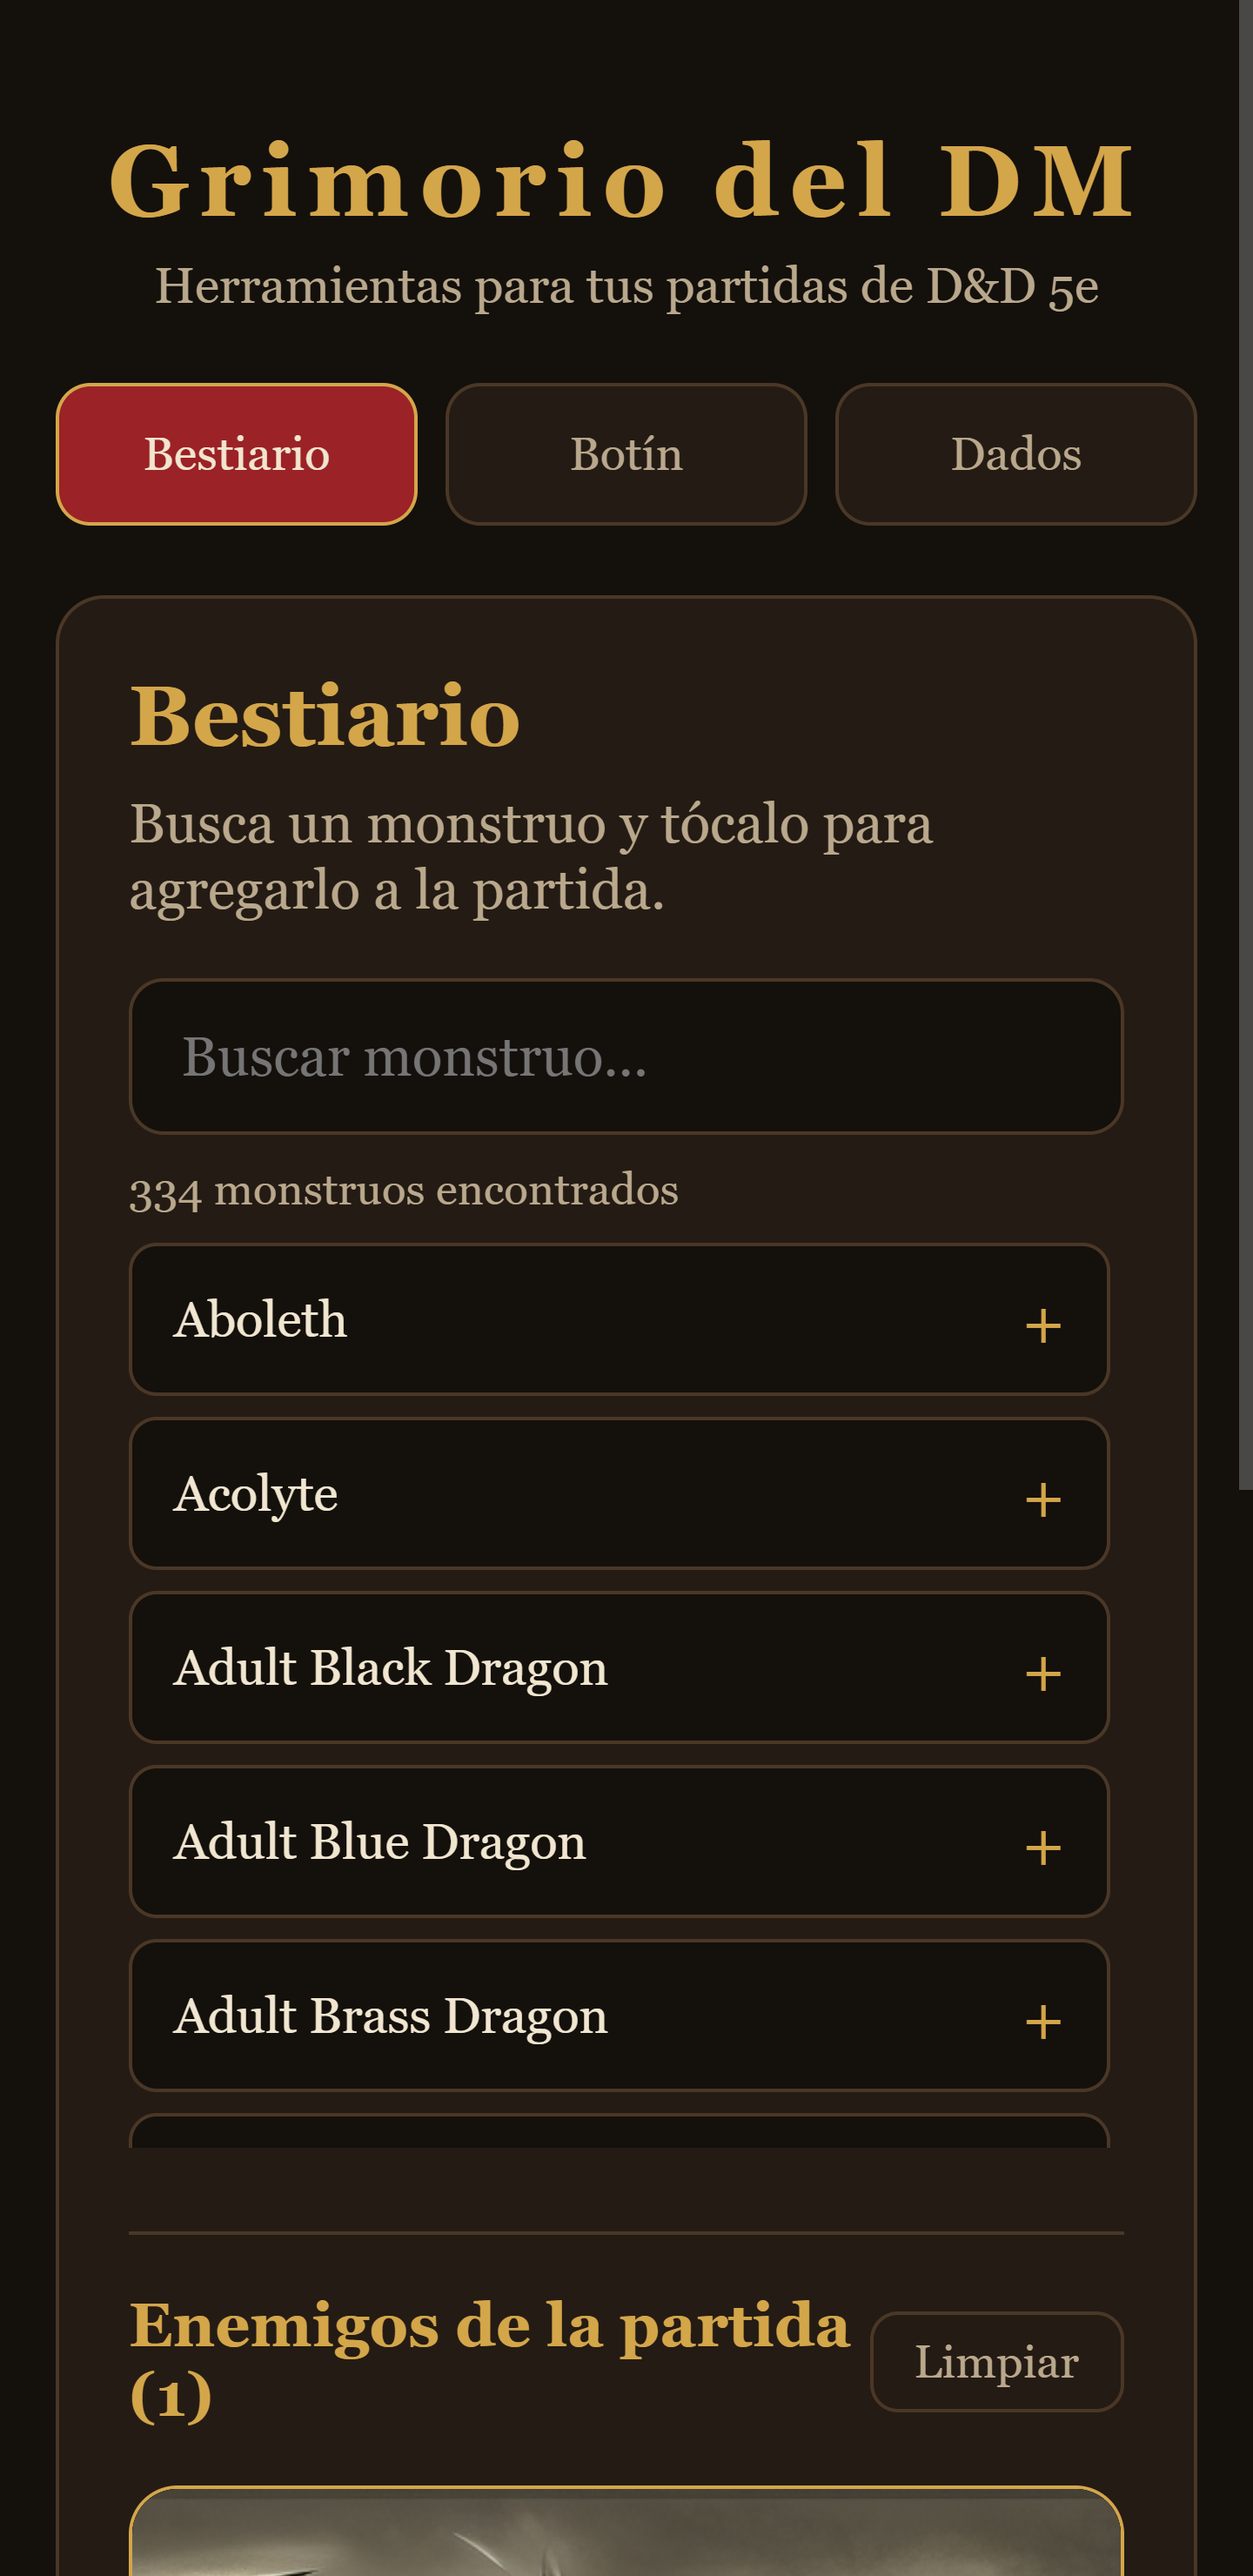 Grimorio del DM
Herramientas para tus partidas de D&D 5e
Bestiario
Botín
Dados
Bestiario
Busca un monstruo y tócalo para
agregarlo a la partida.
Buscar monstruo...
334 monstruos encontrados
Aboleth +
Acolyte +
Adult Black Dragon +
Adult Blue Dragon +
Adult Brass Dragon +
Enemigos de la partida
(1)
Limpiar